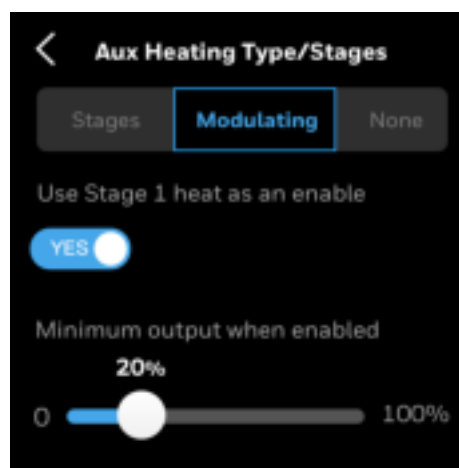 Aux Heating Type/Stages
Stages Modulating None
Use Stage 1 heat as an enable
YES
Minimum output when enabled
20%
0 100%